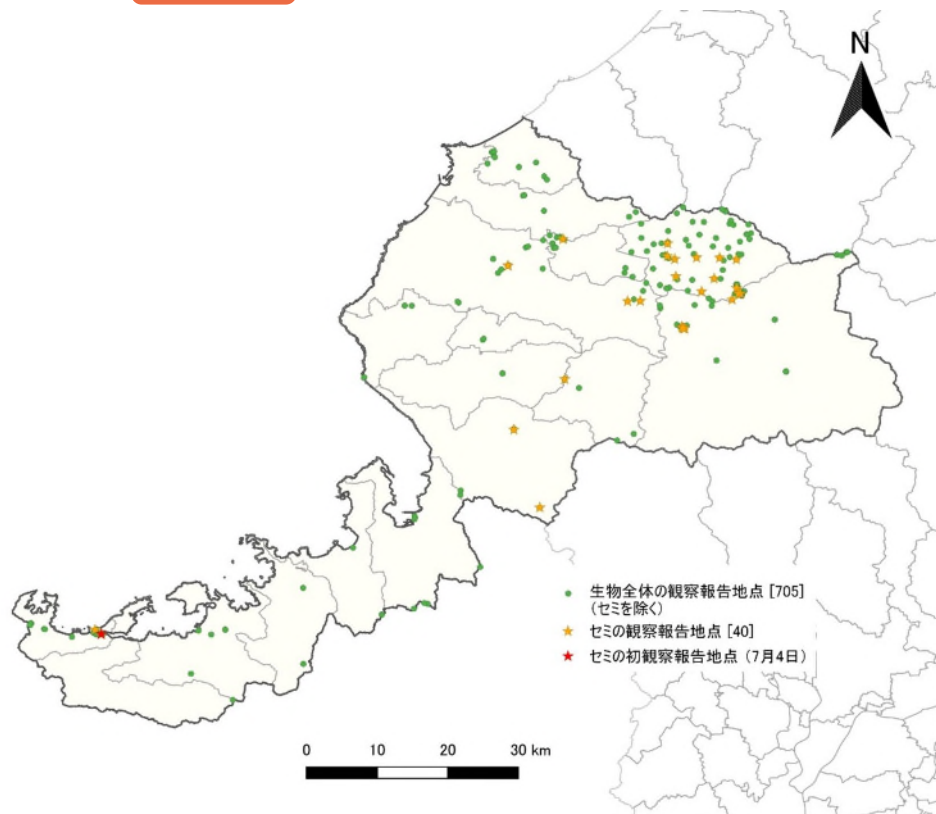 N
生物全体の観察報告地点 [705]
(セミを除く)
セミの観察報告地点 [40]
セミの初観察報告地点 (7月4日)
0 10 20 30 km